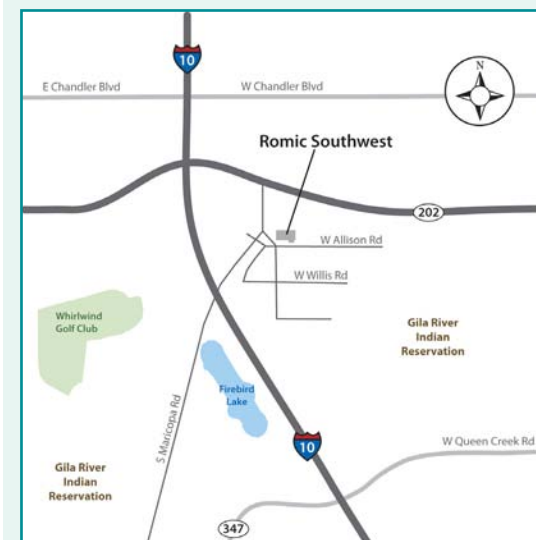 10
E Chandler Blvd
W Chandler Blvd
N
Romic Southwest
202
W Allison Rd
W Willis Rd
Whirlwind
Golf Club
Gila River
Indian
Reservation
Firebird
Lake
S Maricopa Rd
10
W Queen Creek Rd
Gila River
Indian
Reservation
347